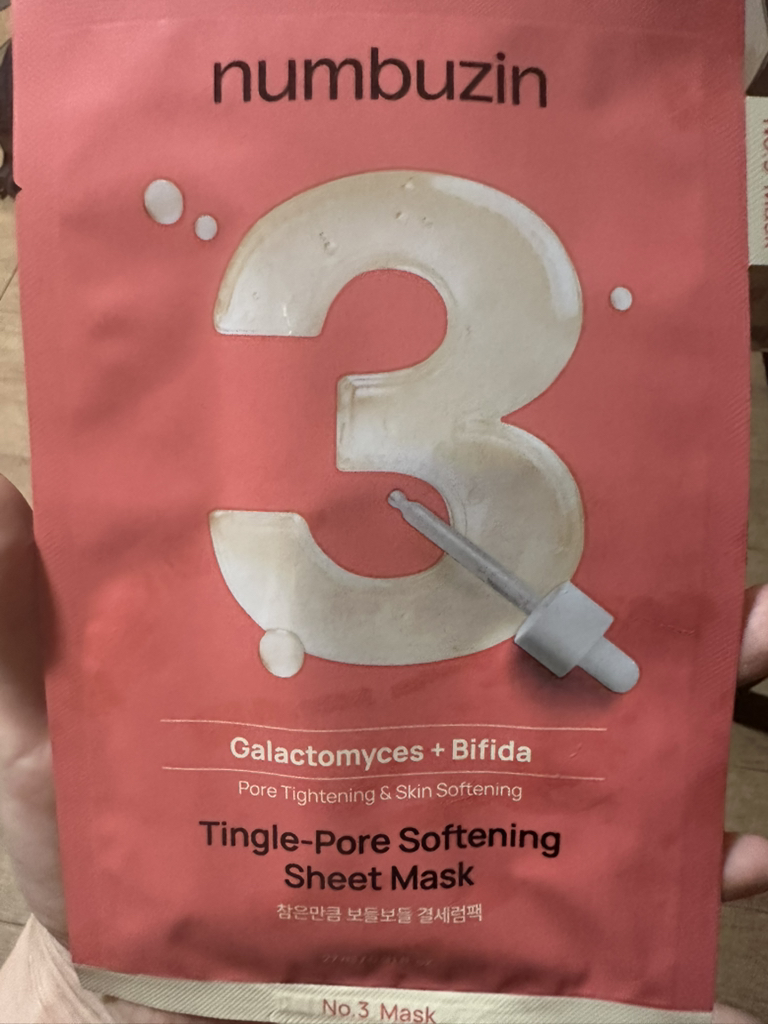 numbuzin
3
Galactomyces + Bifida
Pore Tightening & Skin Softening
Tingle-Pore Softening
Sheet Mask
참은만큼 보들보들 결세럼팩
No.3 Mask